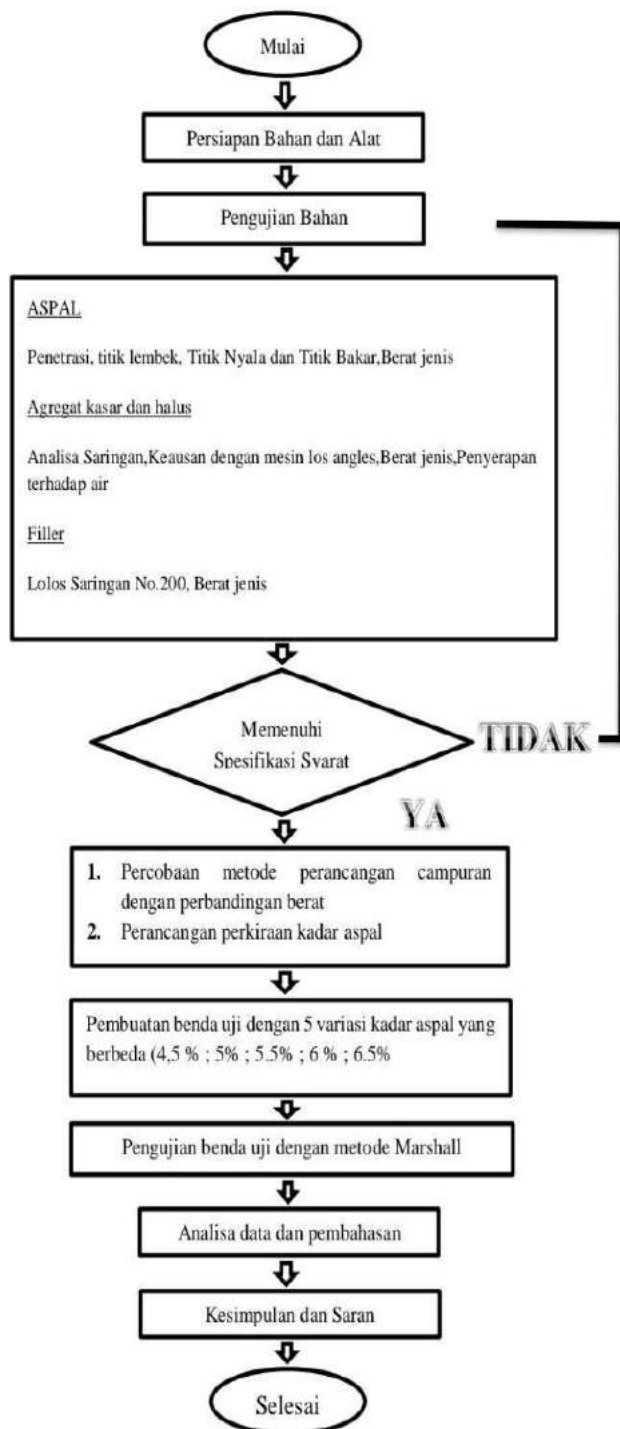 Mulai
Persiapan Bahan dan Alat
Pengujian Bahan
ASPAL
Penetrasi, titik lembek, Titik Nyala dan Titik Bakar,Berat jenis
Agregat kasar dan halus
Analisa Saringan,Keausan dengan mesin los angles,Berat jenis,Penyerapan
terhadap air
Filler
Lolos Saringan No.200, Berat jenis
Memenuhi
Spesifikasi Syarat
TIDAK
YA
1. Percobaan metode perancangan campuran
dengan perbandingan berat
2. Perancangan perkiraan kadar aspal
Pembuatan benda uji dengan 5 variasi kadar aspal yang
berbeda (4,5 % ; 5% ; 5.5% ; 6 % ; 6.5%
Pengujian benda uji dengan metode Marshall
Analisa data dan pembahasan
Kesimpulan dan Saran
Selesai